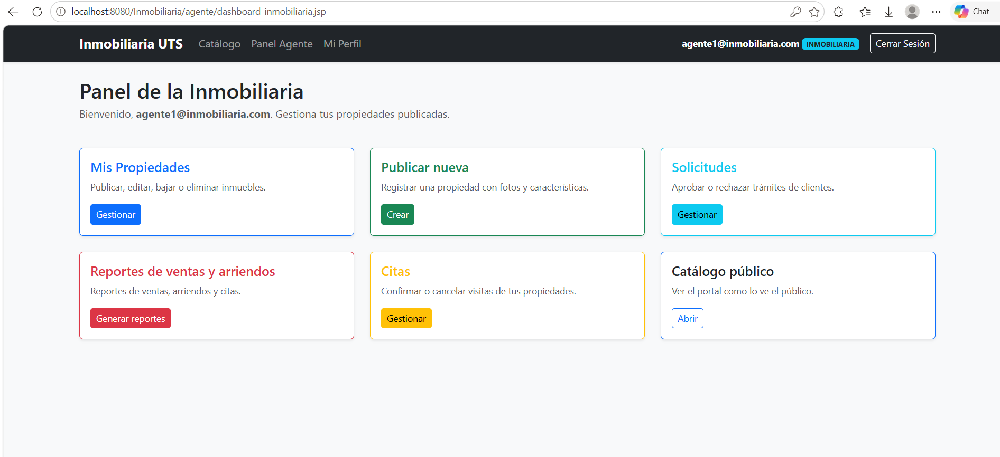 localhost:8080/Inmobiliaria/agente/dashboard_inmobiliaria.jsp
Chat
Inmobiliaria UTS Catálogo Panel Agente Mi Perfil agente1@inmobiliaria.com INMOBILIARIA Cerrar Sesión
Panel de la Inmobiliaria
Bienvenido, agente1@inmobiliaria.com. Gestiona tus propiedades publicadas.
Mis Propiedades
Publicar, editar, bajar o eliminar inmuebles.
Gestionar
Publicar nueva
Registrar una propiedad con fotos y características.
Crear
Solicitudes
Aprobar o rechazar trámites de clientes.
Gestionar
Reportes de ventas y arriendos
Reportes de ventas, arriendos y citas.
Generar reportes
Citas
Confirmar o cancelar visitas de tus propiedades.
Gestionar
Catálogo público
Ver el portal como lo ve el público.
Abrir